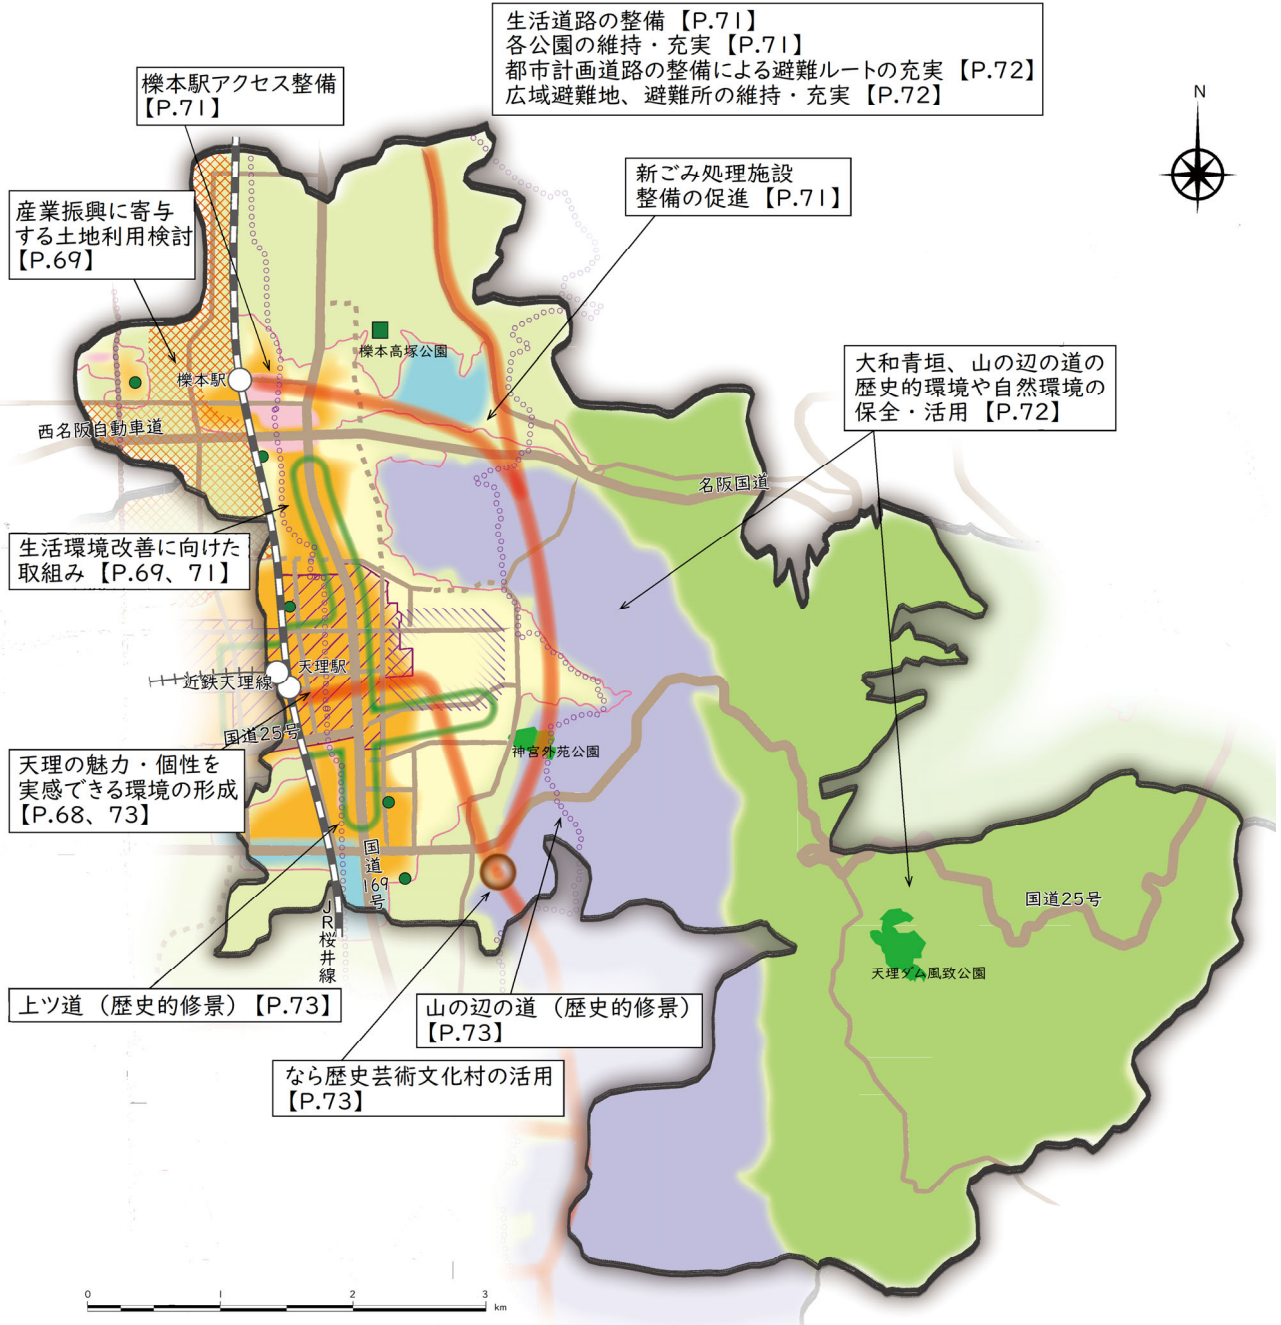 生活道路の整備【P.71】
各公園の維持・充実【P.71】
都市計画道路の整備による避難ルートの充実【P.72】
広域避難地、避難所の維持・充実【P.72】
櫟本駅アクセス整備
【P.71】
N
新ごみ処理施設
整備の促進【P.71】
産業振興に寄与
する土地利用検討
【P.69】
櫟本高塚公園
櫟本駅
大和青垣、山の辺の道の
歴史的環境や自然環境の
保全・活用【P.72】
西名阪自動車道
名阪国道
生活環境改善に向けた
取組み【P.69、71】
天理駅
近鉄天理線
国道25号
神宮外苑公園
天理の魅力・個性を
実感できる環境の形成
【P.68、73】
国道169号
国道25号
JR桜井線
天理ダム風致公園
上ツ道（歴史的修景）【P.73】
山の辺の道（歴史的修景）
【P.73】
なら歴史芸術文化村の活用
【P.73】
0 1 2 3
km